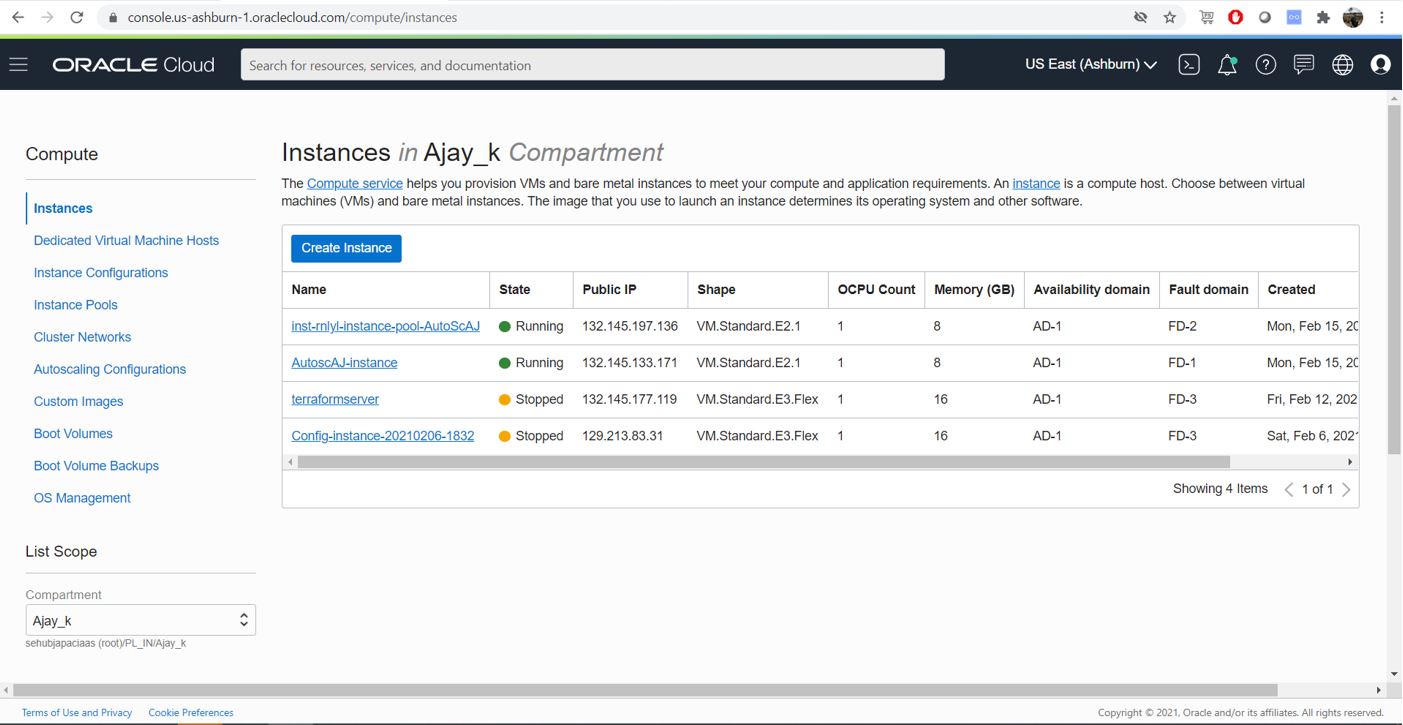 console.us-ashburn-1.oraclecloud.com/compute/instances
ORACLE Cloud
Search for resources, services, and documentation
US East (Ashburn)
Compute
Instances
Dedicated Virtual Machine Hosts
Instance Configurations
Instance Pools
Cluster Networks
Autoscaling Configurations
Custom Images
Boot Volumes
Boot Volume Backups
OS Management
List Scope
Compartment
Ajay_k
sehubjapaciaas (root)/PL_IN/Ajay_k
Instances in Ajay_k Compartment
The Compute service helps you provision VMs and bare metal instances to meet your compute and application requirements. An instance is a compute host. Choose between virtual
machines (VMs) and bare metal instances. The image that you use to launch an instance determines its operating system and other software.
Create Instance
Name State Public IP Shape OCPU Count Memory (GB) Availability domain Fault domain Created
inst-rnlyl-instance-pool-AutoScAJ Running 132.145.197.136 VM.Standard.E2.1 1 8 AD-1 FD-2 Mon, Feb 15, 20
AutoscAJ-instance Running 132.145.133.171 VM.Standard.E2.1 1 8 AD-1 FD-1 Mon, Feb 15, 20
terraformserver Stopped 132.145.177.119 VM.Standard.E3.Flex 1 16 AD-1 FD-3 Fri, Feb 12, 202
Config-instance-20210206-1832 Stopped 129.213.83.31 VM.Standard.E3.Flex 1 16 AD-1 FD-3 Sat, Feb 6, 2021
Showing 4 Items 1 of 1
Terms of Use and Privacy Cookie Preferences Copyright © 2021, Oracle and/or its affiliates. All rights reserved.